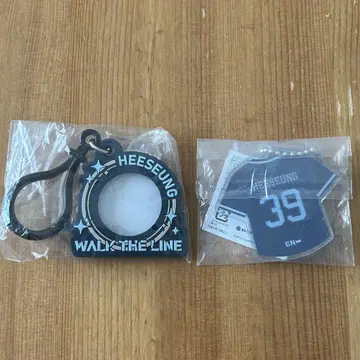 HEESEUNG
WALK THE LINE
HEESEUNG
39
EN-